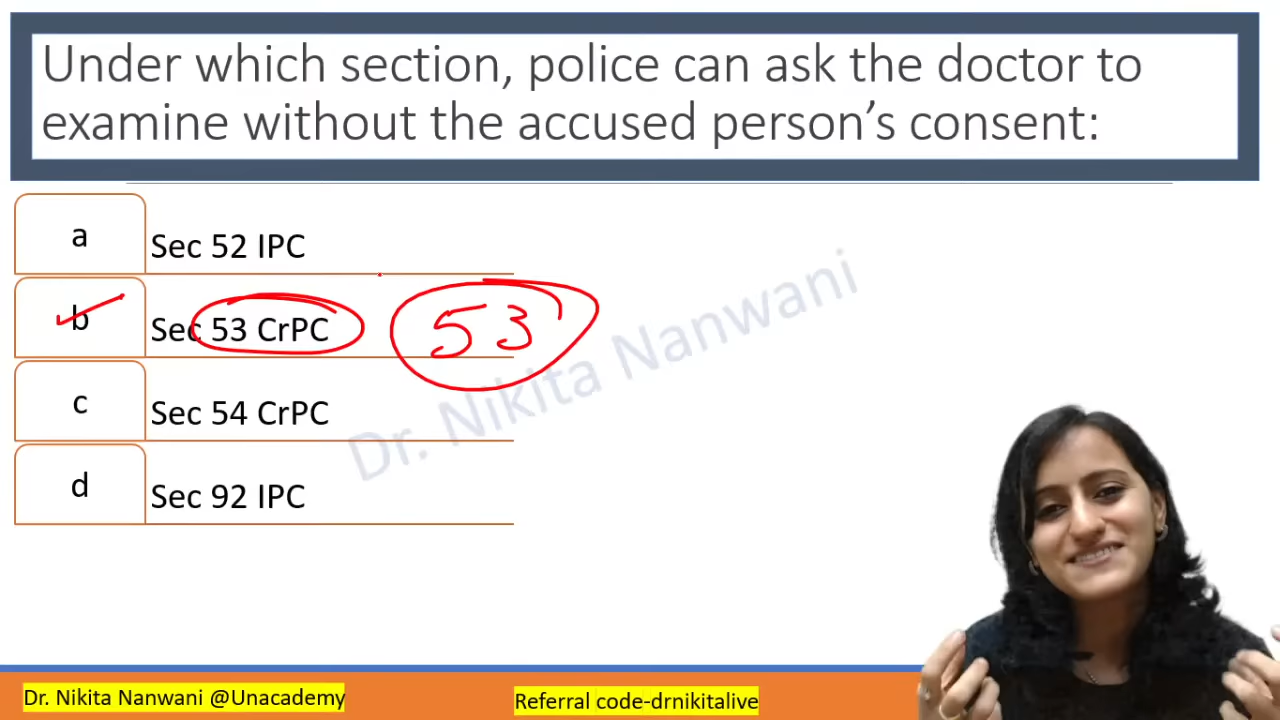 Under which section, police can ask the doctor to
examine without the accused person's consent:
a
Sec 52 IPC
b
Sec 53 CrPC
53
c
Sec 54 CrPC
d
Sec 92 IPC
Dr. Nikita Nanwani
Dr. Nikita Nanwani @Unacademy
Referral code-drnikitalive